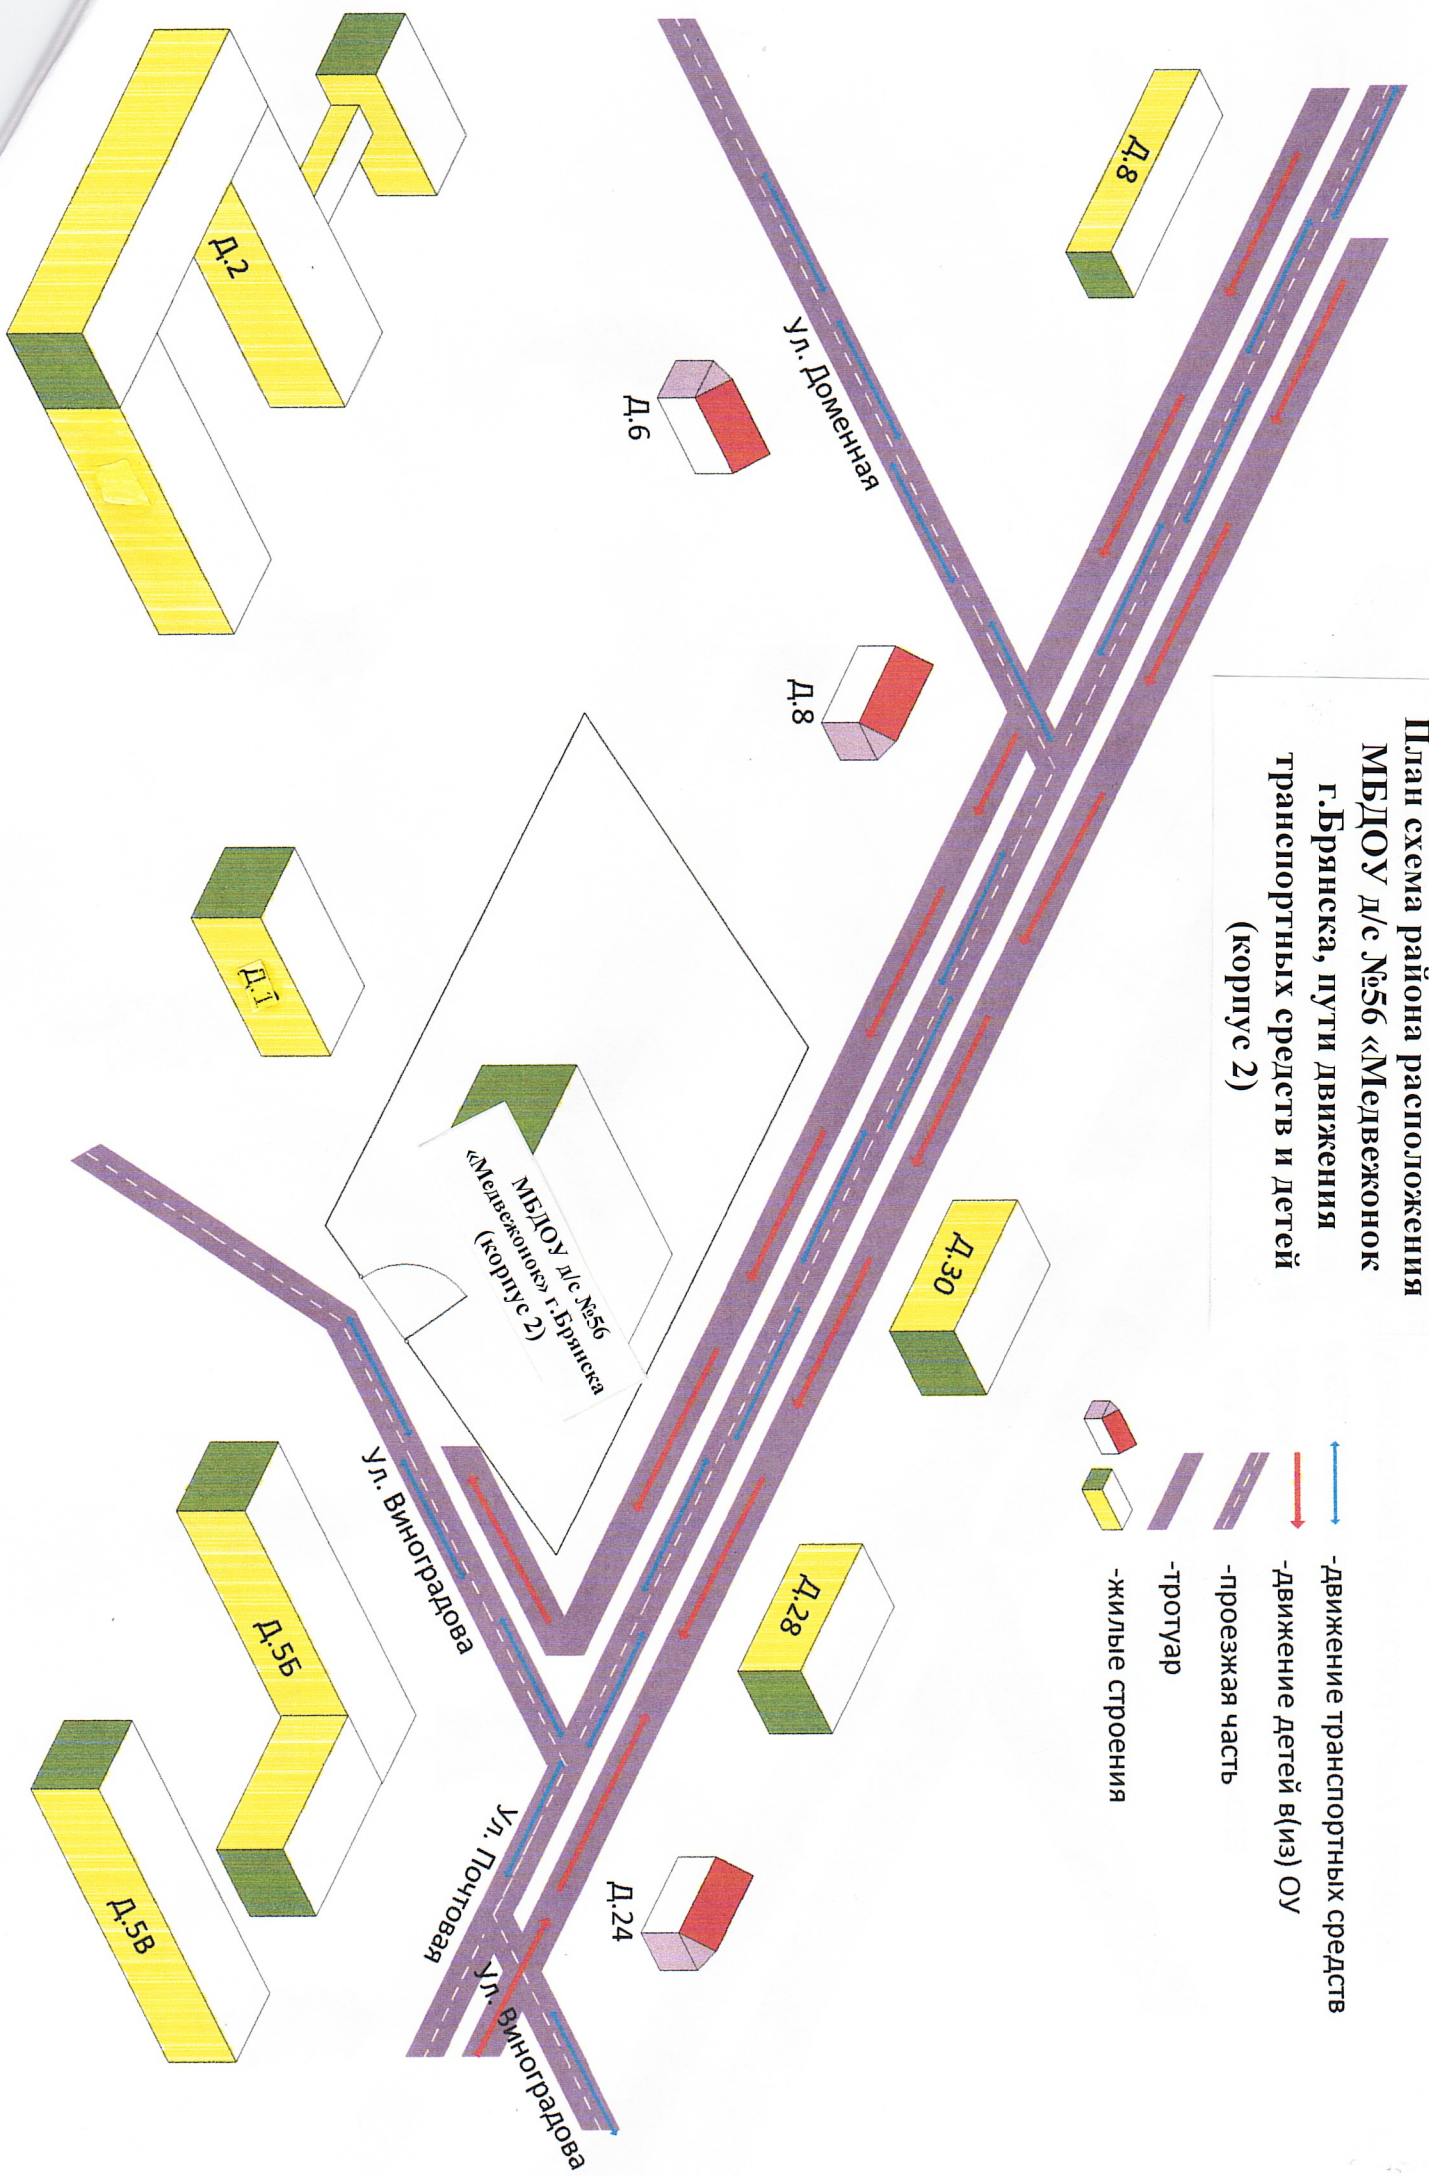 План схема района расположения
МБДОУ д/с №56 «Медвежонок
г.Брянска, пути движения
транспортных средств и детей
(корпус 2)
-движение транспортных средств
-движение детей в(из) ОУ
-проезжая часть
-тротуар
-жилые строения
Д.8
Д.2
Д.6
Ул. Доменная
Д.8
Д.1
МБДОУ д/с №56
«Медвежонок» г.Брянска
(корпус 2)
Д.30
Д.28
Ул. Виноградова
Д.5Б
Д.5В
Ул. Почтовая
Д.24
Ул. Виноградова